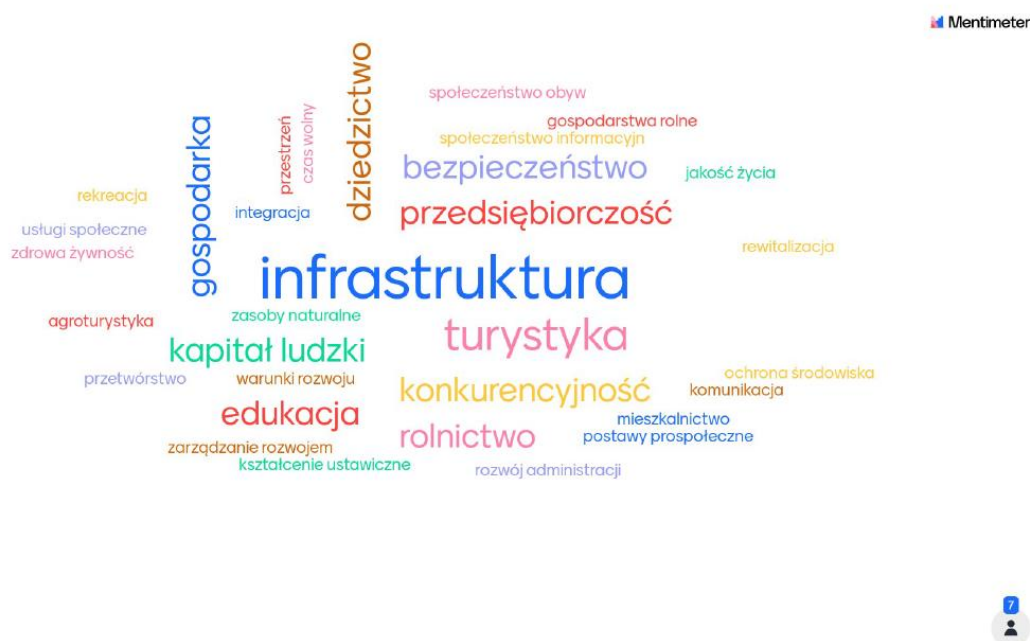 Mentimeter
dziedzictwo
społeczeństwo obyw
gospodarka
przestrzeń
czas wolny
gospodarstwa rolne
społeczeństwo informacyjn
bezpieczeństwo
jakość życia
rekreacja
integracja
przedsiębiorczość
usługi społeczne
zdrowa żywność
rewitalizacja
infrastruktura
agroturystyka
zasoby naturalne
turystyka
kapitał ludzki
przetwórstwo
warunki rozwoju
konkurencyjność
ochrona środowiska
komunikacja
edukacja
mieszkalnictwo
rolnictwo
postawy prospołeczne
zarządzanie rozwojem
kształcenie ustawiczne
rozwój administracji
7